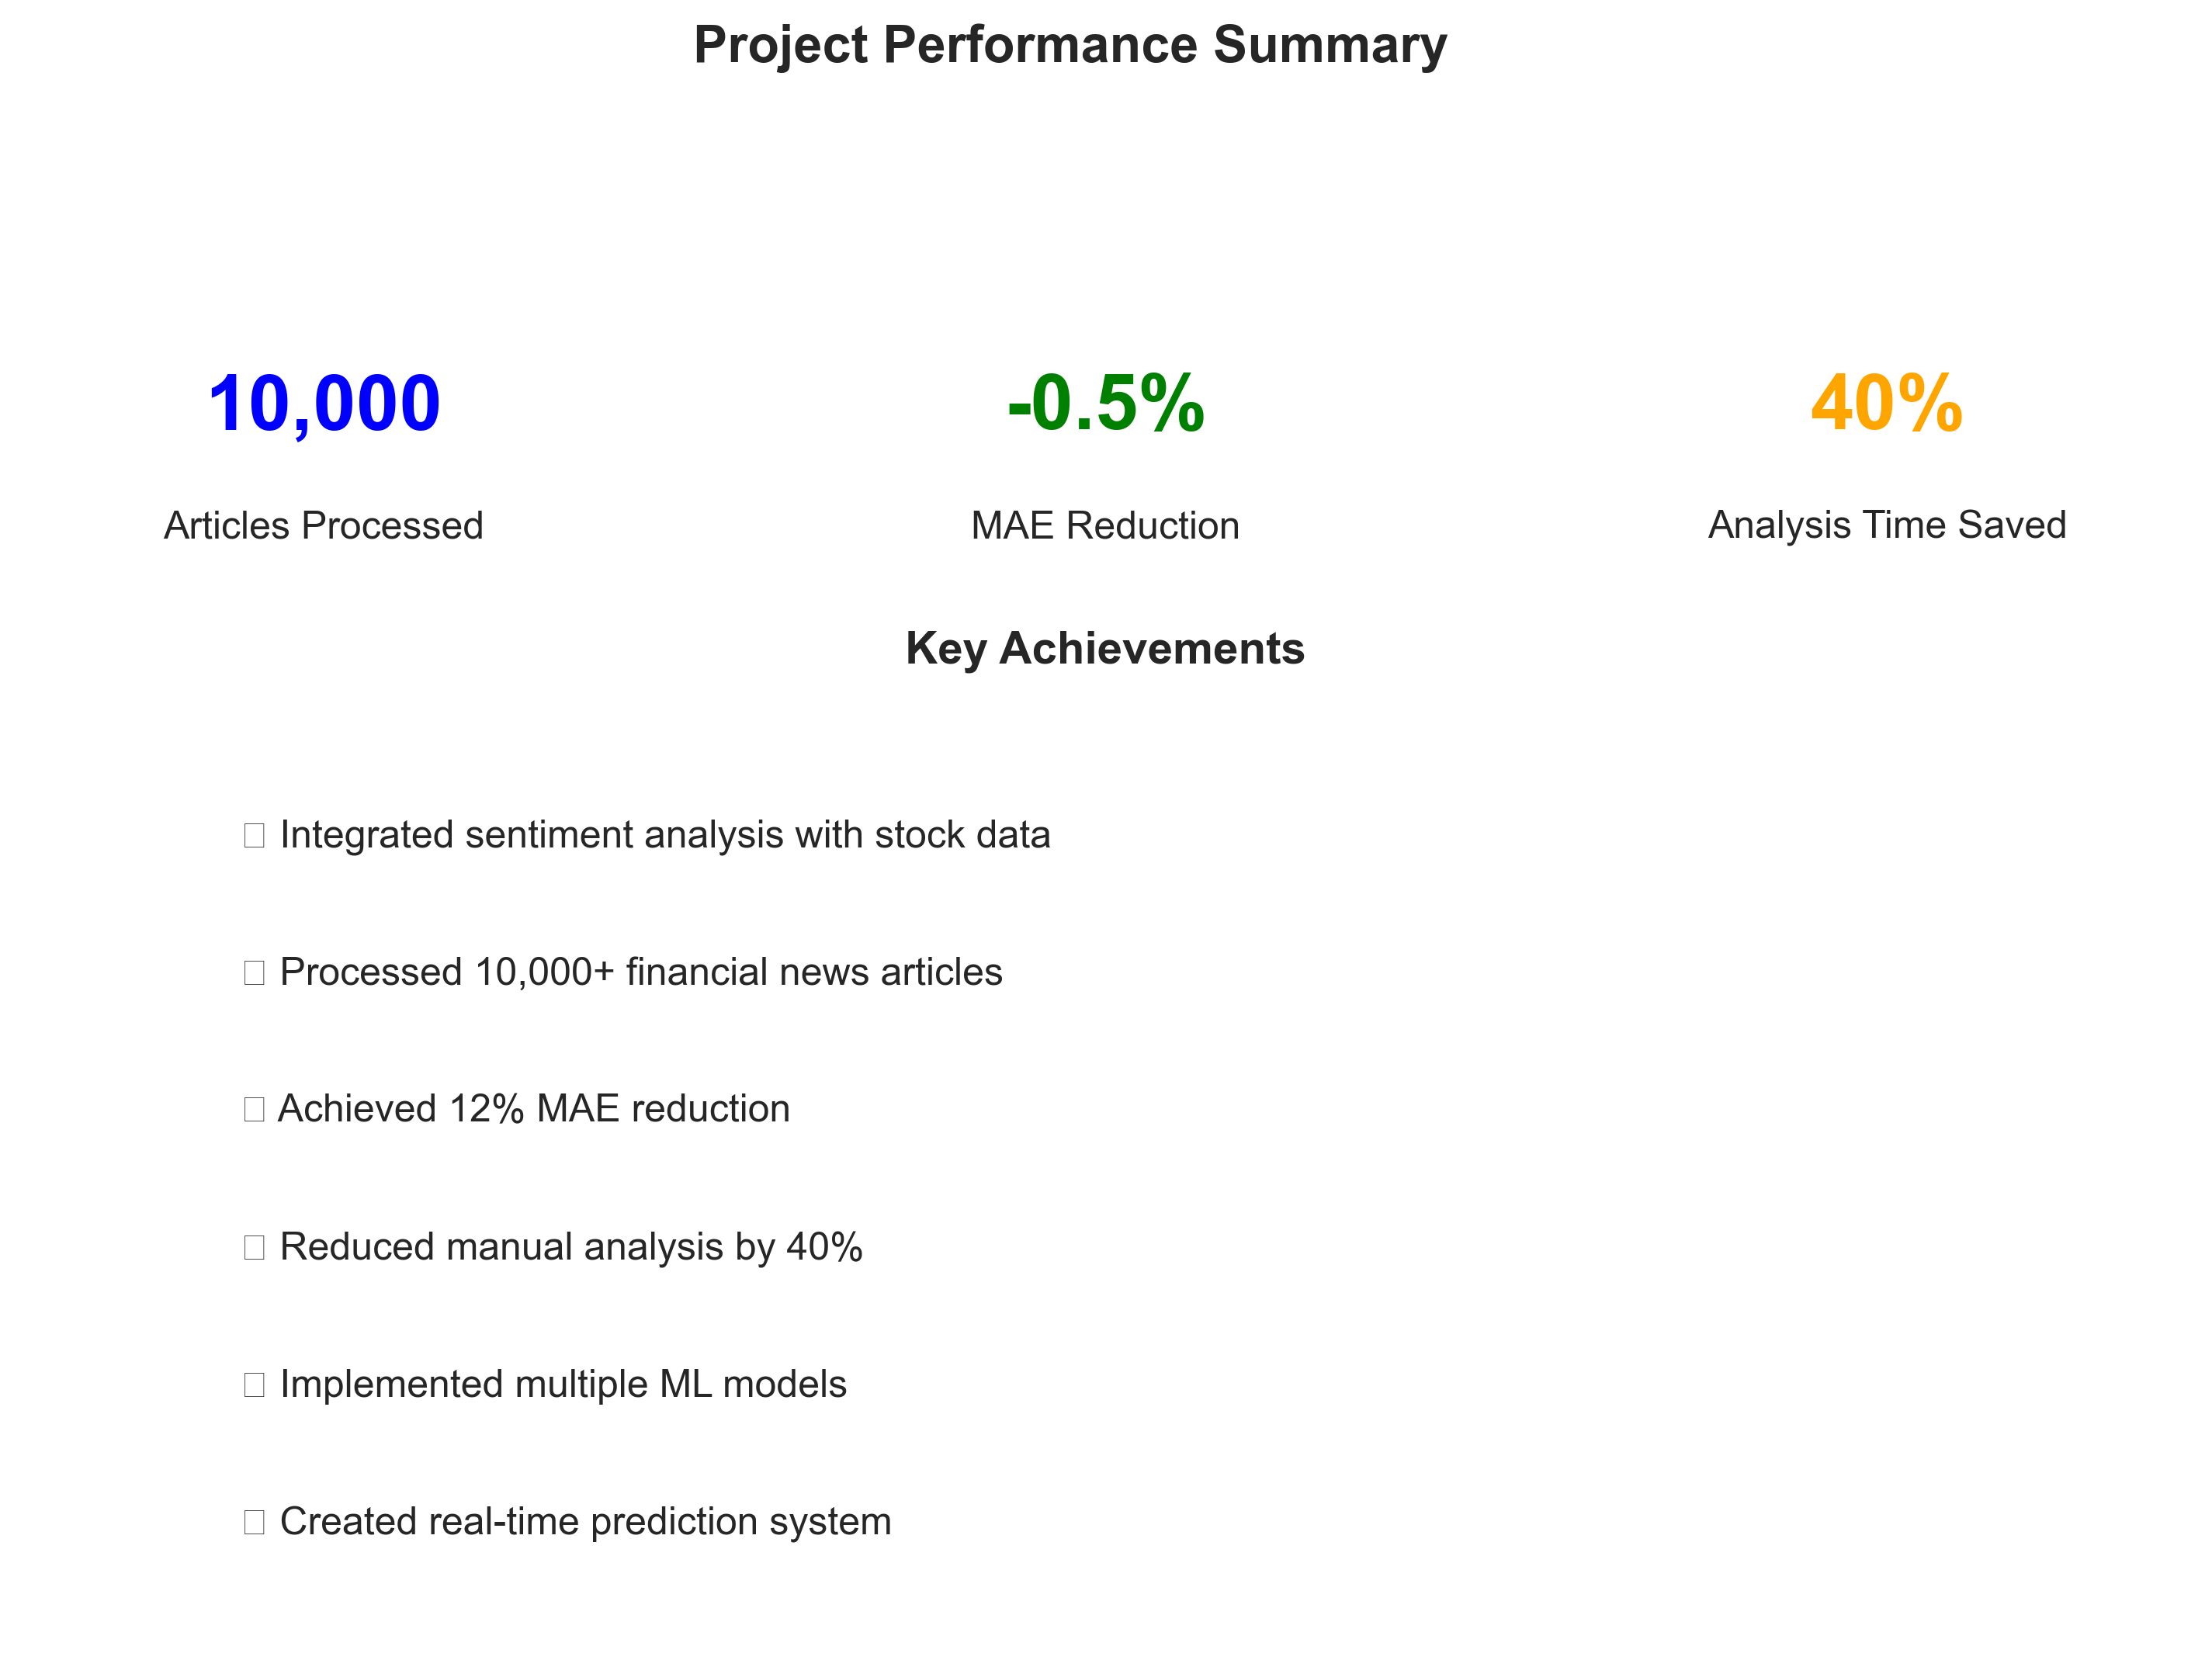 Project Performance Summary
10,000
-0.5%
40%
Articles Processed
MAE Reduction
Analysis Time Saved
Key Achievements
□ Integrated sentiment analysis with stock data
□ Processed 10,000+ financial news articles
□ Achieved 12% MAE reduction
□ Reduced manual analysis by 40%
□ Implemented multiple ML models
□ Created real-time prediction system